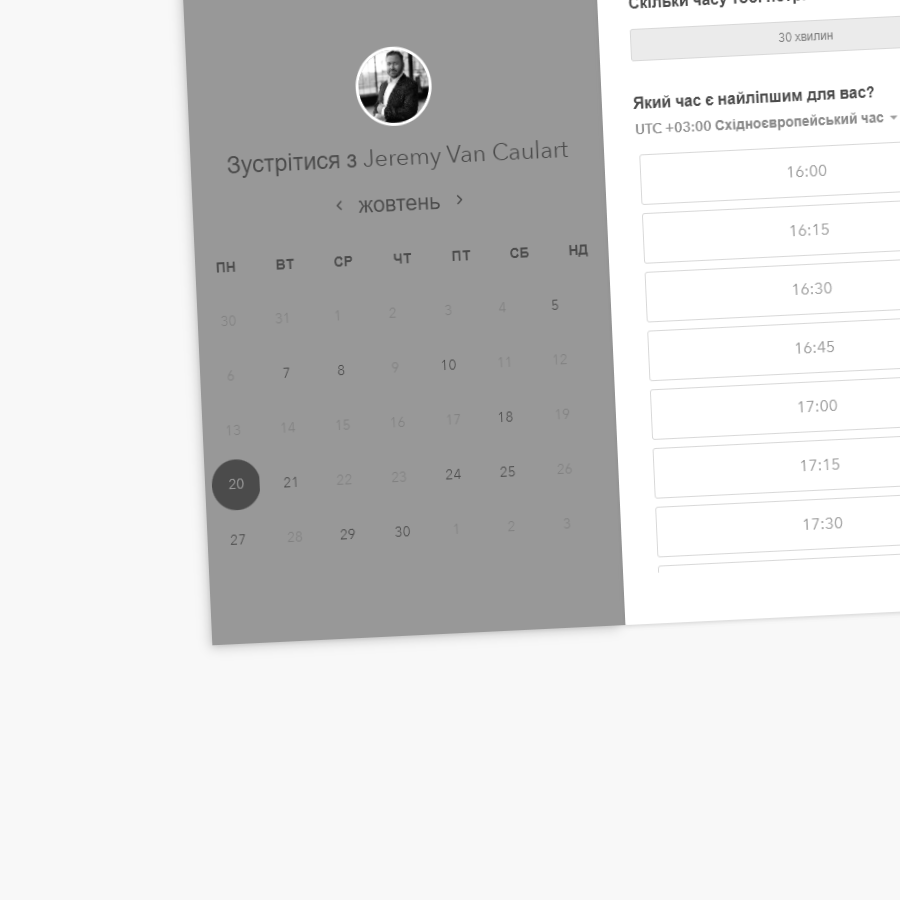 Зустрітися з Jeremy Van Caulart
‹ жовтень ›
ПН ВТ СР ЧТ ПТ СБ НД
30 31 1 2 3 4 5
6 7 8 9 10 11 12
13 14 15 16 17 18 19
20 21 22 23 24 25 26
27 28 29 30 1 2 3
Скільки часу тобі
30 хвилин
Який час є найліпшим для вас?
UTC +03:00 Східноєвропейський час
16:00
16:15
16:30
16:45
17:00
17:15
17:30